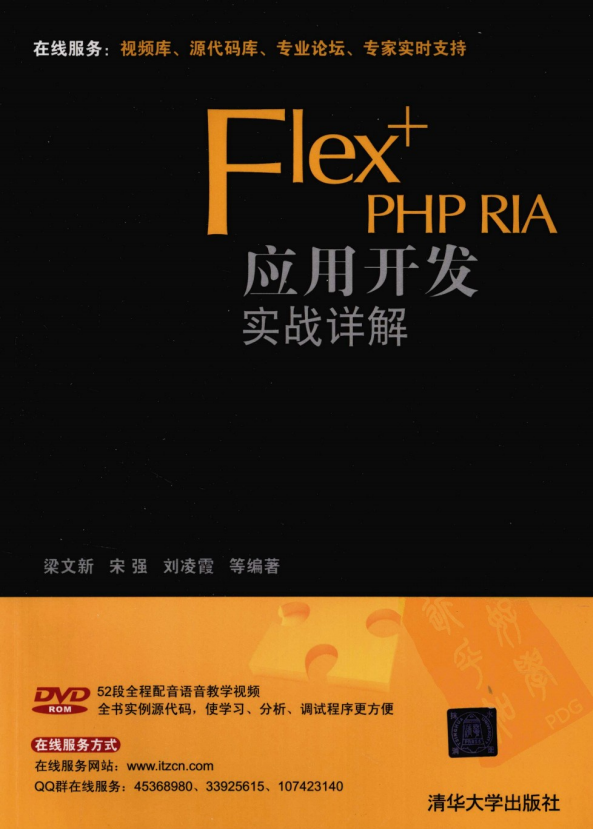 在线服务：视频库、源代码库、专业论坛、专家实时支持
Flex+
PHP RIA
应用开发
实战详解
梁文新 宋 强 刘凌霞 等编著
DVD
ROM
52段全程配音语音教学视频
全书实例源代码，使学习、分析、调试程序更方便
在线服务方式
在线服务网站：www.itzcn.com
QQ群在线服务：45368980、33925615、107423140
PDG
清华大学出版社